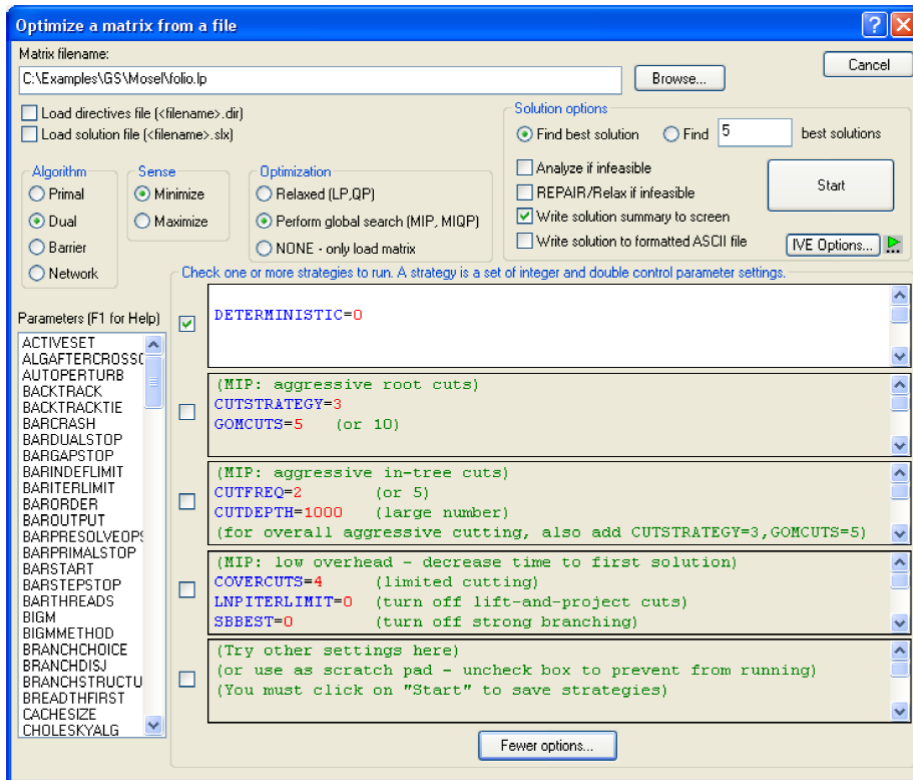 Optimize a matrix from a file
Matrix filename:
C:\Examples\GS\Mosel\folio.lp
Browse...
Cancel
Load directives file (<filename>.dir)
Load solution file (<filename>.slx)
Solution options
Find best solution
Find 5 best solutions
Analyze if infeasible
REPAIR/Relax if infeasible
Write solution summary to screen
Write solution to formatted ASCII file
Start
IVE Options...
Algorithm
Primal
Dual
Barrier
Network
Sense
Minimize
Maximize
Optimization
Relaxed (LP,QP)
Perform global search (MIP, MIQP)
NONE - only load matrix
Check one or more strategies to run. A strategy is a set of integer and double control parameter settings.
Parameters (F1 for Help)
ACTIVESET
ALGAFTERCROSSO
AUTOPERTURB
BACKTRACK
BACKTRACKTIE
BARCRASH
BARDUALSTOP
BARGAPSTOP
BARINDEFLIMIT
BARITERLIMIT
BARORDER
BAROUTPUT
BARPRESOLVEOPS
BARPRIMALSTOP
BARSTART
BARSTEPSTOP
BARTHREADS
BIGM
BIGMMETHOD
BRANCHCHOICE
BRANCHDISJ
BRANCHSTRUCTU
BREADTHFIRST
CACHESIZE
CHOLESKYALG
DETERMINISTIC=0
(MIP: aggressive root cuts)
CUTSTRATEGY=3
GOMCUTS=5 (or 10)
(MIP: aggressive in-tree cuts)
CUTFREQ=2 (or 5)
CUTDEPTH=1000 (large number)
(for overall aggressive cutting, also add CUTSTRATEGY=3,GOMCUTS=5)
(MIP: low overhead - decrease time to first solution)
COVERCUTS=4 (limited cutting)
LNPITERLIMIT=0 (turn off lift-and-project cuts)
SBBEST=0 (turn off strong branching)
(Try other settings here)
(or use as scratch pad - uncheck box to prevent from running)
(You must click on "Start" to save strategies)
Fewer options...